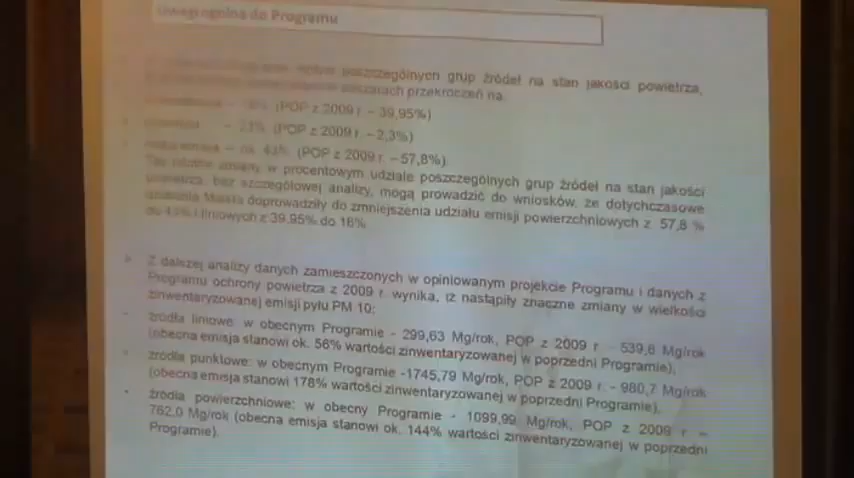 Uwagi ogólna do Programu
poszczególnych grup źródeł na stan jakości powietrza,
przekroczeń na:
(POP z 2009 r. – 39,95%)
(POP z 2009 r. – 2,3%)
(POP z 2009 r. – 57,8%)
zmiany w procentowym udziale poszczególnych grup źródeł na stan jakości
powietrza, bez szczegółowej analizy, mogą prowadzić do wniosków, że dotychczasowe
działania Miasta doprowadziły do zmniejszenia udziału emisji powierzchniowych z 57,8 %
do 43% i liniowych z 39,95% do 16%.
Z dalszej analizy danych zamieszczonych w opiniowanym projekcie Programu i danych z
Programu ochrony powietrza z 2009 r. wynika, iż nastąpiły znaczne zmiany w wielkości
zinwentaryzowanej emisji pyłu PM 10:
- źródła liniowe: w obecnym Programie - 299,63 Mg/rok, POP z 2009 r. - 539,6 Mg/rok
(obecna emisja stanowi ok. 56% wartości zinwentaryzowanej w poprzedni Programie),
- źródła punktowe: w obecnym Programie -1745,79 Mg/rok, POP z 2009 r. - 980,7 Mg/rok
(obecna emisja stanowi 178% wartości zinwentaryzowanej w poprzedni Programie),
- źródła powierzchniowe: w obecny Programie - 1099,99 Mg/rok, POP z 2009 r –
762,0 Mg/rok (obecna emisja stanowi ok. 144% wartości zinwentaryzowanej w poprzedni
Programie).